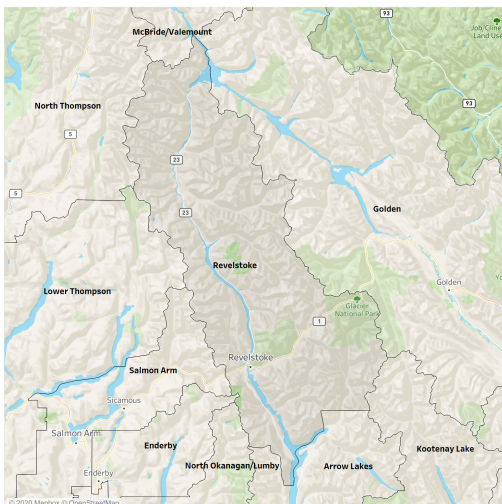 93
Job/Cline
Land Use
McBride/Valemount
North Thompson
93
5
23
5
23
Golden
Revelstoke
Lower Thompson
Golden
Glacier
National Park
1
Revelstoke
Salmon Arm
Sicamous
Salmon Arm
Enderby
Kootenay Lake
North Okanagan/Lumby
Arrow Lakes
Enderby
© 2020 Mapbox © OpenStreetMap